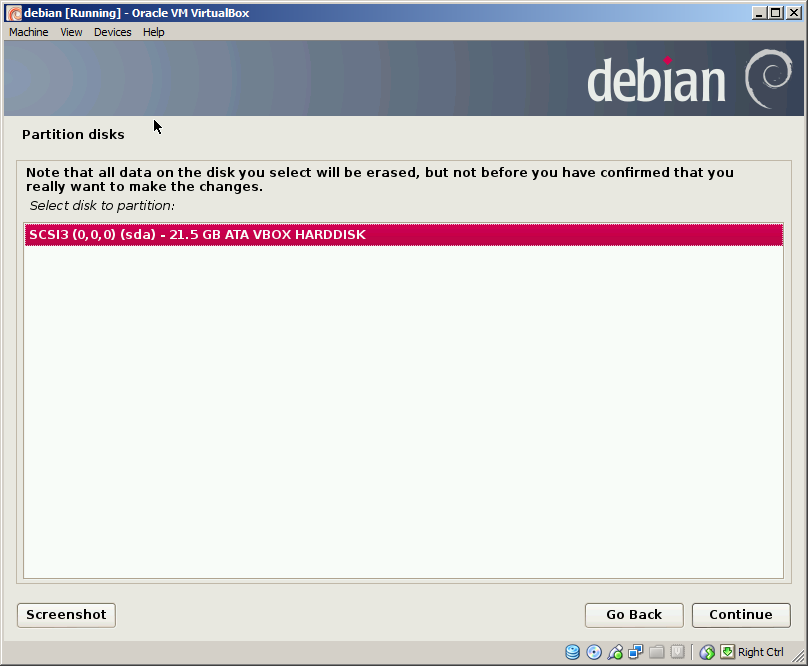 debian [Running] - Oracle VM VirtualBox
Machine View Devices Help
debian
Partition disks
Note that all data on the disk you select will be erased, but not before you have confirmed that you
really want to make the changes.
Select disk to partition:
SCSI3 (0,0,0) (sda) - 21.5 GB ATA VBOX HARDDISK
Screenshot
Go Back
Continue
Right Ctrl